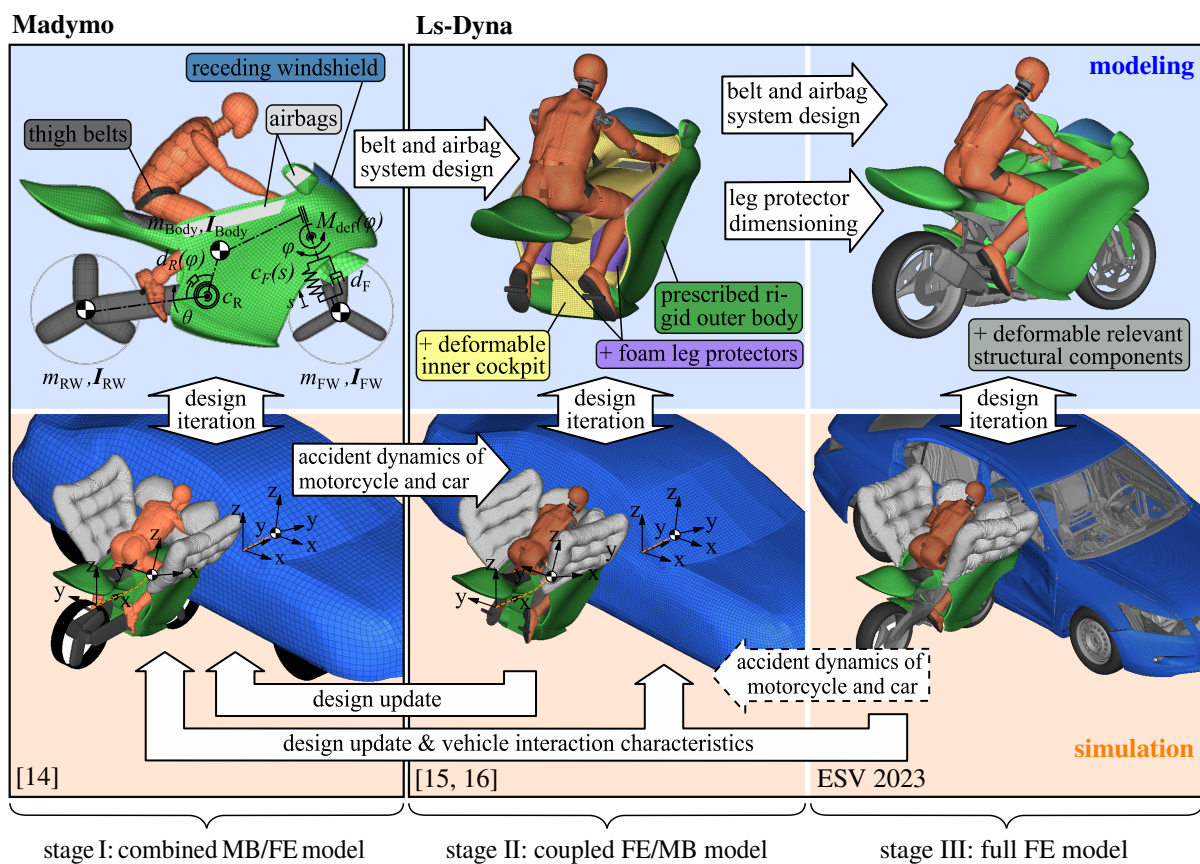 Madymo
Ls-Dyna
modeling
receding windshield
thigh belts
airbags
m_Body, I_Body
M_def(φ)
d_R(φ)
φ
c_F(s)
d_F
s
c_R
θ
m_RW, I_RW
m_FW, I_FW
belt and airbag
system design
prescribed ri-
gid outer body
+ deformable
inner cockpit
+ foam leg protectors
belt and airbag
system design
leg protector
dimensioning
+ deformable relevant
structural components
design
iteration
design
iteration
design
iteration
accident dynamics of
motorcycle and car
z
y
x
z
y
x
z
y
x
z
y
x
z
y
x
z
y
x
z
y
x
z
y
x
accident dynamics of
motorcycle and car
design update
design update & vehicle interaction characteristics
simulation
[14]
[15, 16]
ESV 2023
stage I: combined MB/FE model
stage II: coupled FE/MB model
stage III: full FE model